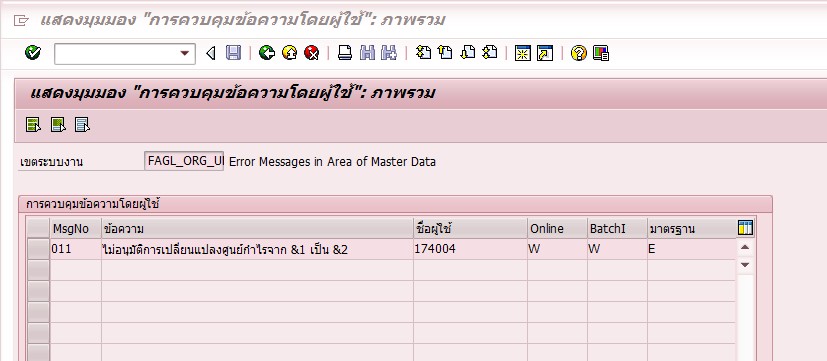 แสดงมุมมอง "การควบคุมข้อความโดยผู้ใช้": ภาพรวม
แสดงมุมมอง "การควบคุมข้อความโดยผู้ใช้": ภาพรวม
เขตระบบงาน FAGL_ORG_U Error Messages in Area of Master Data
การควบคุมข้อความโดยผู้ใช้
MsgNo ข้อความ ชื่อผู้ใช้ Online BatchI มาตรฐาน
011 ไม่อนุมัติการเปลี่ยนแปลงศูนย์กำไรจาก &1 เป็น &2 174004 W W E